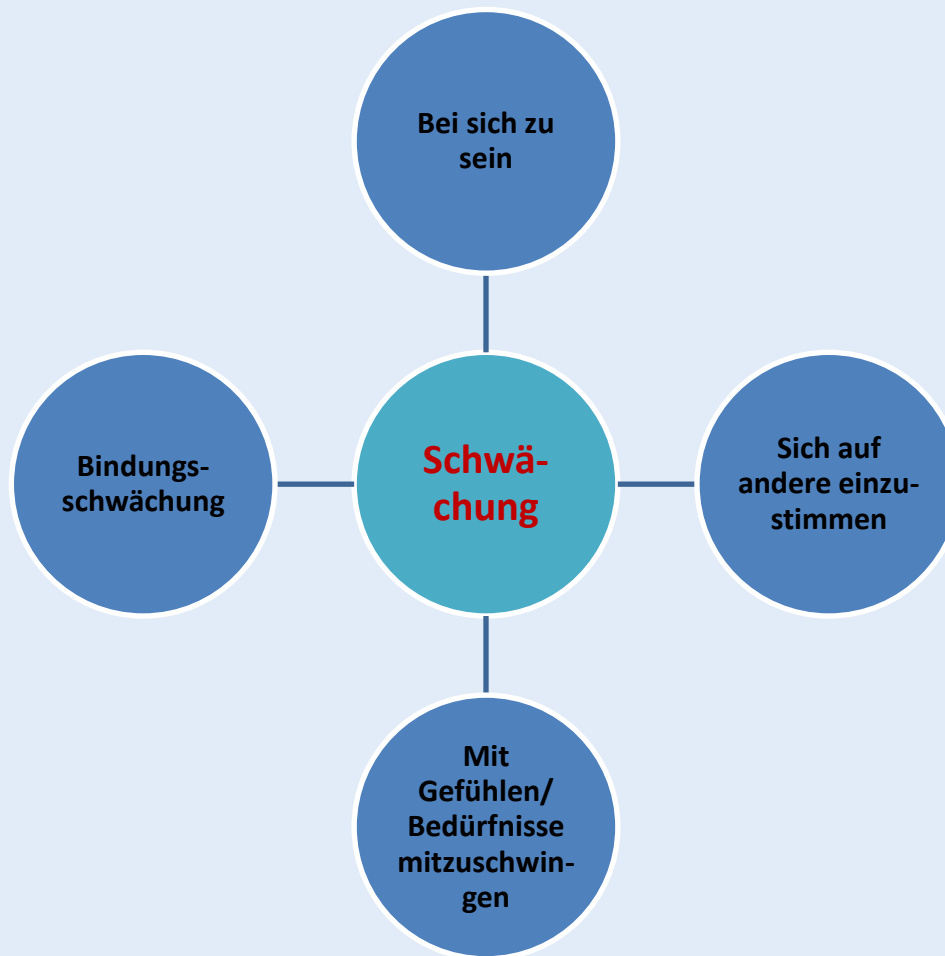 Bei sich zu
sein
Bindungs-
schwächung
Schwä-
chung
Sich auf
andere einzu-
stimmen
Mit
Gefühlen/
Bedürfnisse
mitzuschwin-
gen